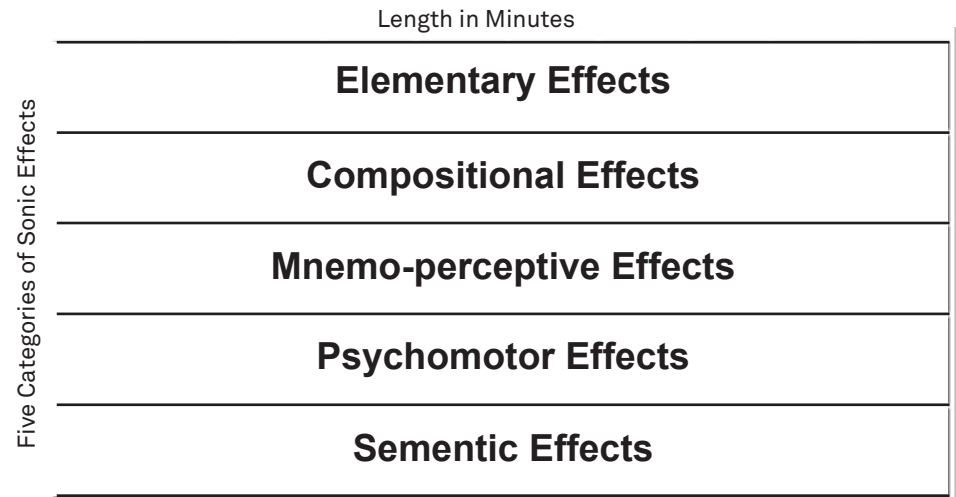 Length in Minutes
Five Categories of Sonic Effects
Elementary Effects
Compositional Effects
Mnemo-perceptive Effects
Psychomotor Effects
Sementic Effects